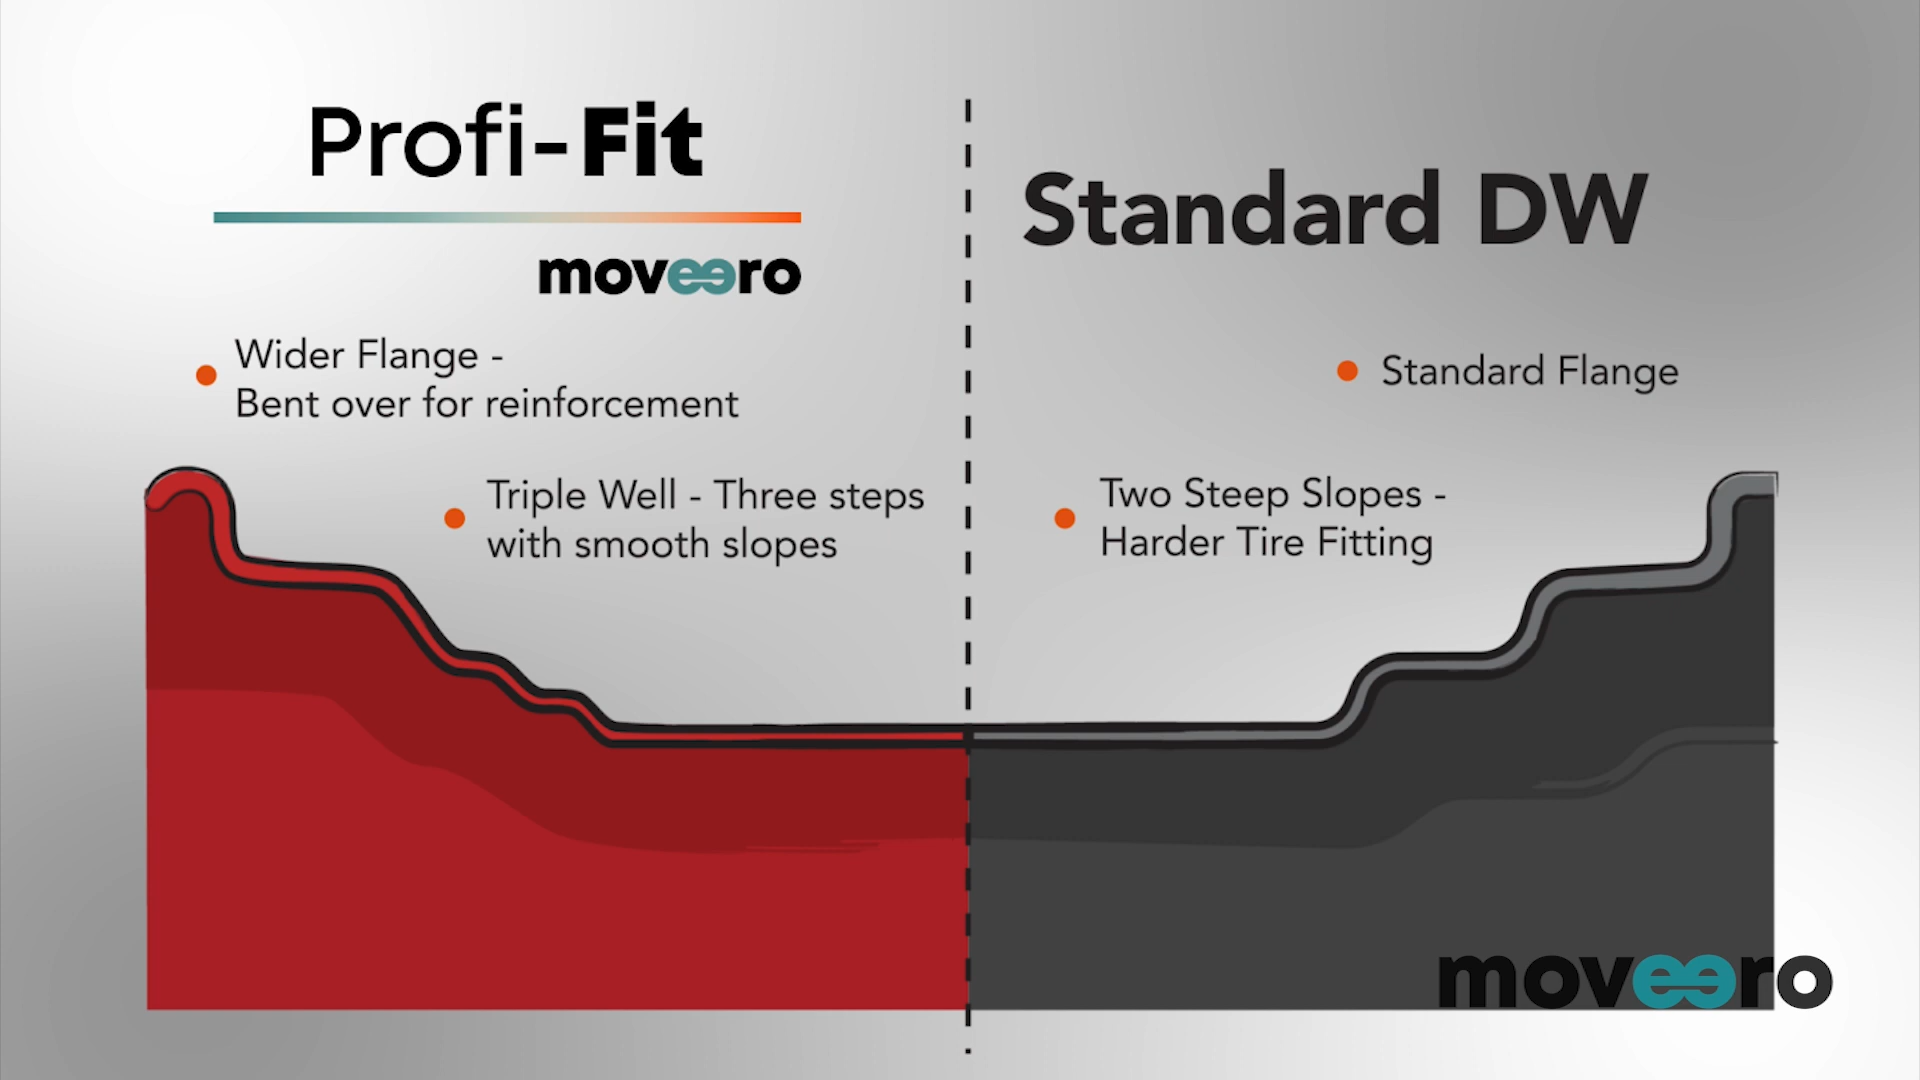 Profi-Fit
moveero
Wider Flange -
Bent over for reinforcement
Triple Well - Three steps
with smooth slopes
Standard DW
Standard Flange
Two Steep Slopes -
Harder Tire Fitting
moveero